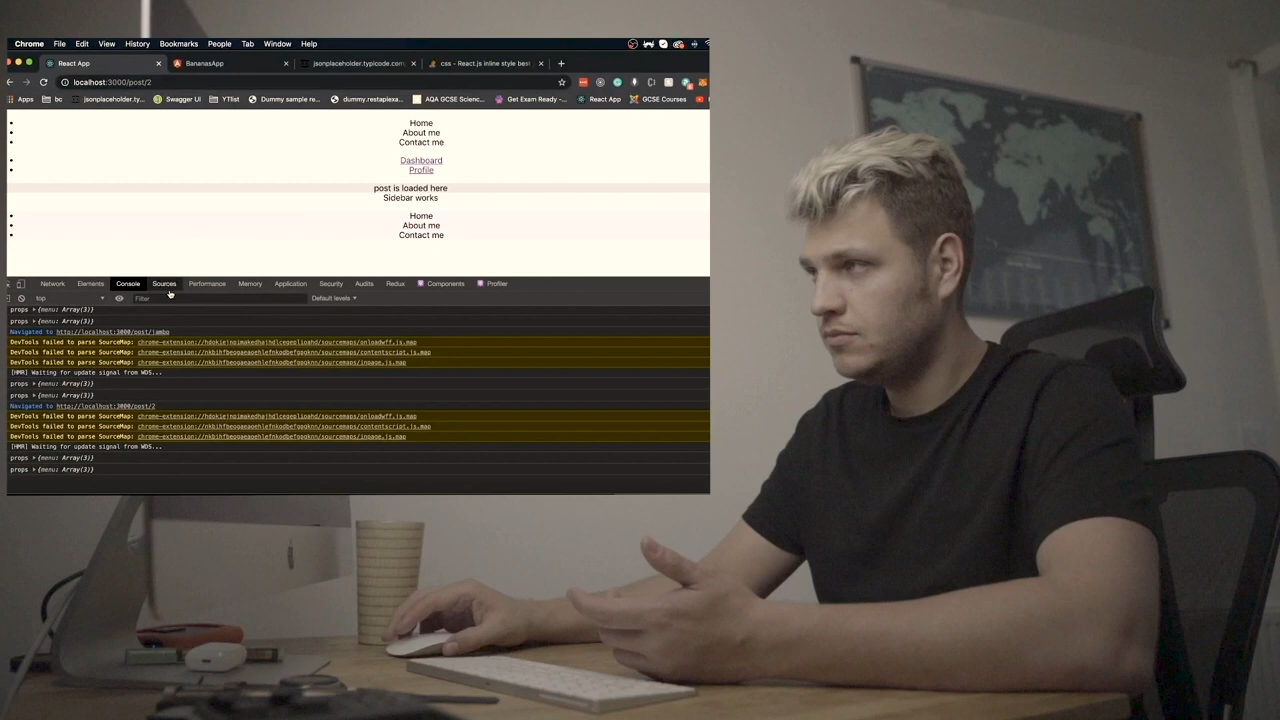 Chrome File Edit View History Bookmarks People Tab Window Help
React App BananasApp jsonplaceholder.typicode.com css - React.js inline style best
localhost:3000/post/2
Apps bc jsonplaceholder.ty... Swagger UI YTlist Dummy sample re... dummy.restapiexa... AQA GCSE Scienc... Get Exam Ready -... React App GCSE Courses
Home
About me
Contact me
Dashboard
Profile
post is loaded here
Sidebar works
Home
About me
Contact me
Network Elements Console Sources Performance Memory Application Security Audits Redux Components Profiler
top Filter Default levels
props {menu: Array(3)}
props {menu: Array(3)}
Navigated to http://localhost:3000/post/jambo
DevTools failed to parse SourceMap:
DevTools failed to parse SourceMap:
DevTools failed to parse SourceMap:
[HMR] Waiting for update signal from WDS...
props {menu: Array(3)}
props {menu: Array(3)}
Navigated to http://localhost:3000/post/2
DevTools failed to parse SourceMap:
DevTools failed to parse SourceMap:
DevTools failed to parse SourceMap:
[HMR] Waiting for update signal from WDS...
props {menu: Array(3)}
props {menu: Array(3)}